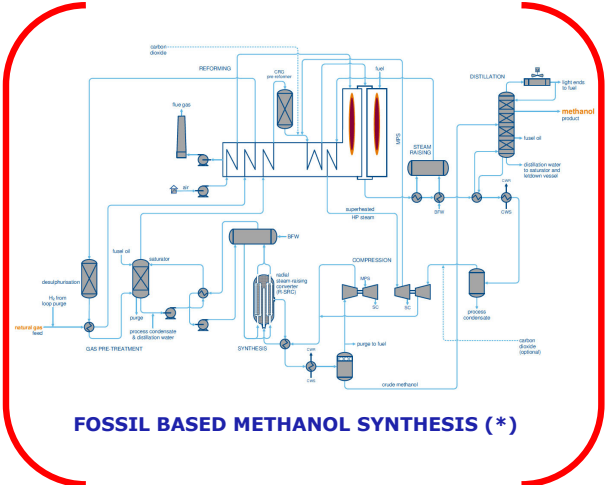 carbon
dioxide
REFORMING
CRG
pre-reformer
fuel
DISTILLATION
light ends
to fuel
methanol
product
flue gas
MPS
STEAM
RAISING
fusel oil
air
distillation water
to saturator and
letdown vessel
CWR
BFW
CWS
superheated
HP steam
fusel oil
saturator
BFW
COMPRESSION
desulphurisation
radial
steam-raising
converter
(R-SRC)
MPS
H₂ from
loop purge
SC
SC
process
condensate
purge
natural gas
feed
process condensate
& distillation water
GAS PRE TREATMENT
SYNTHESIS
CWR
purge to fuel
carbon
dioxide
(optional)
CWS
crude methanol
FOSSIL BASED METHANOL SYNTHESIS (*)